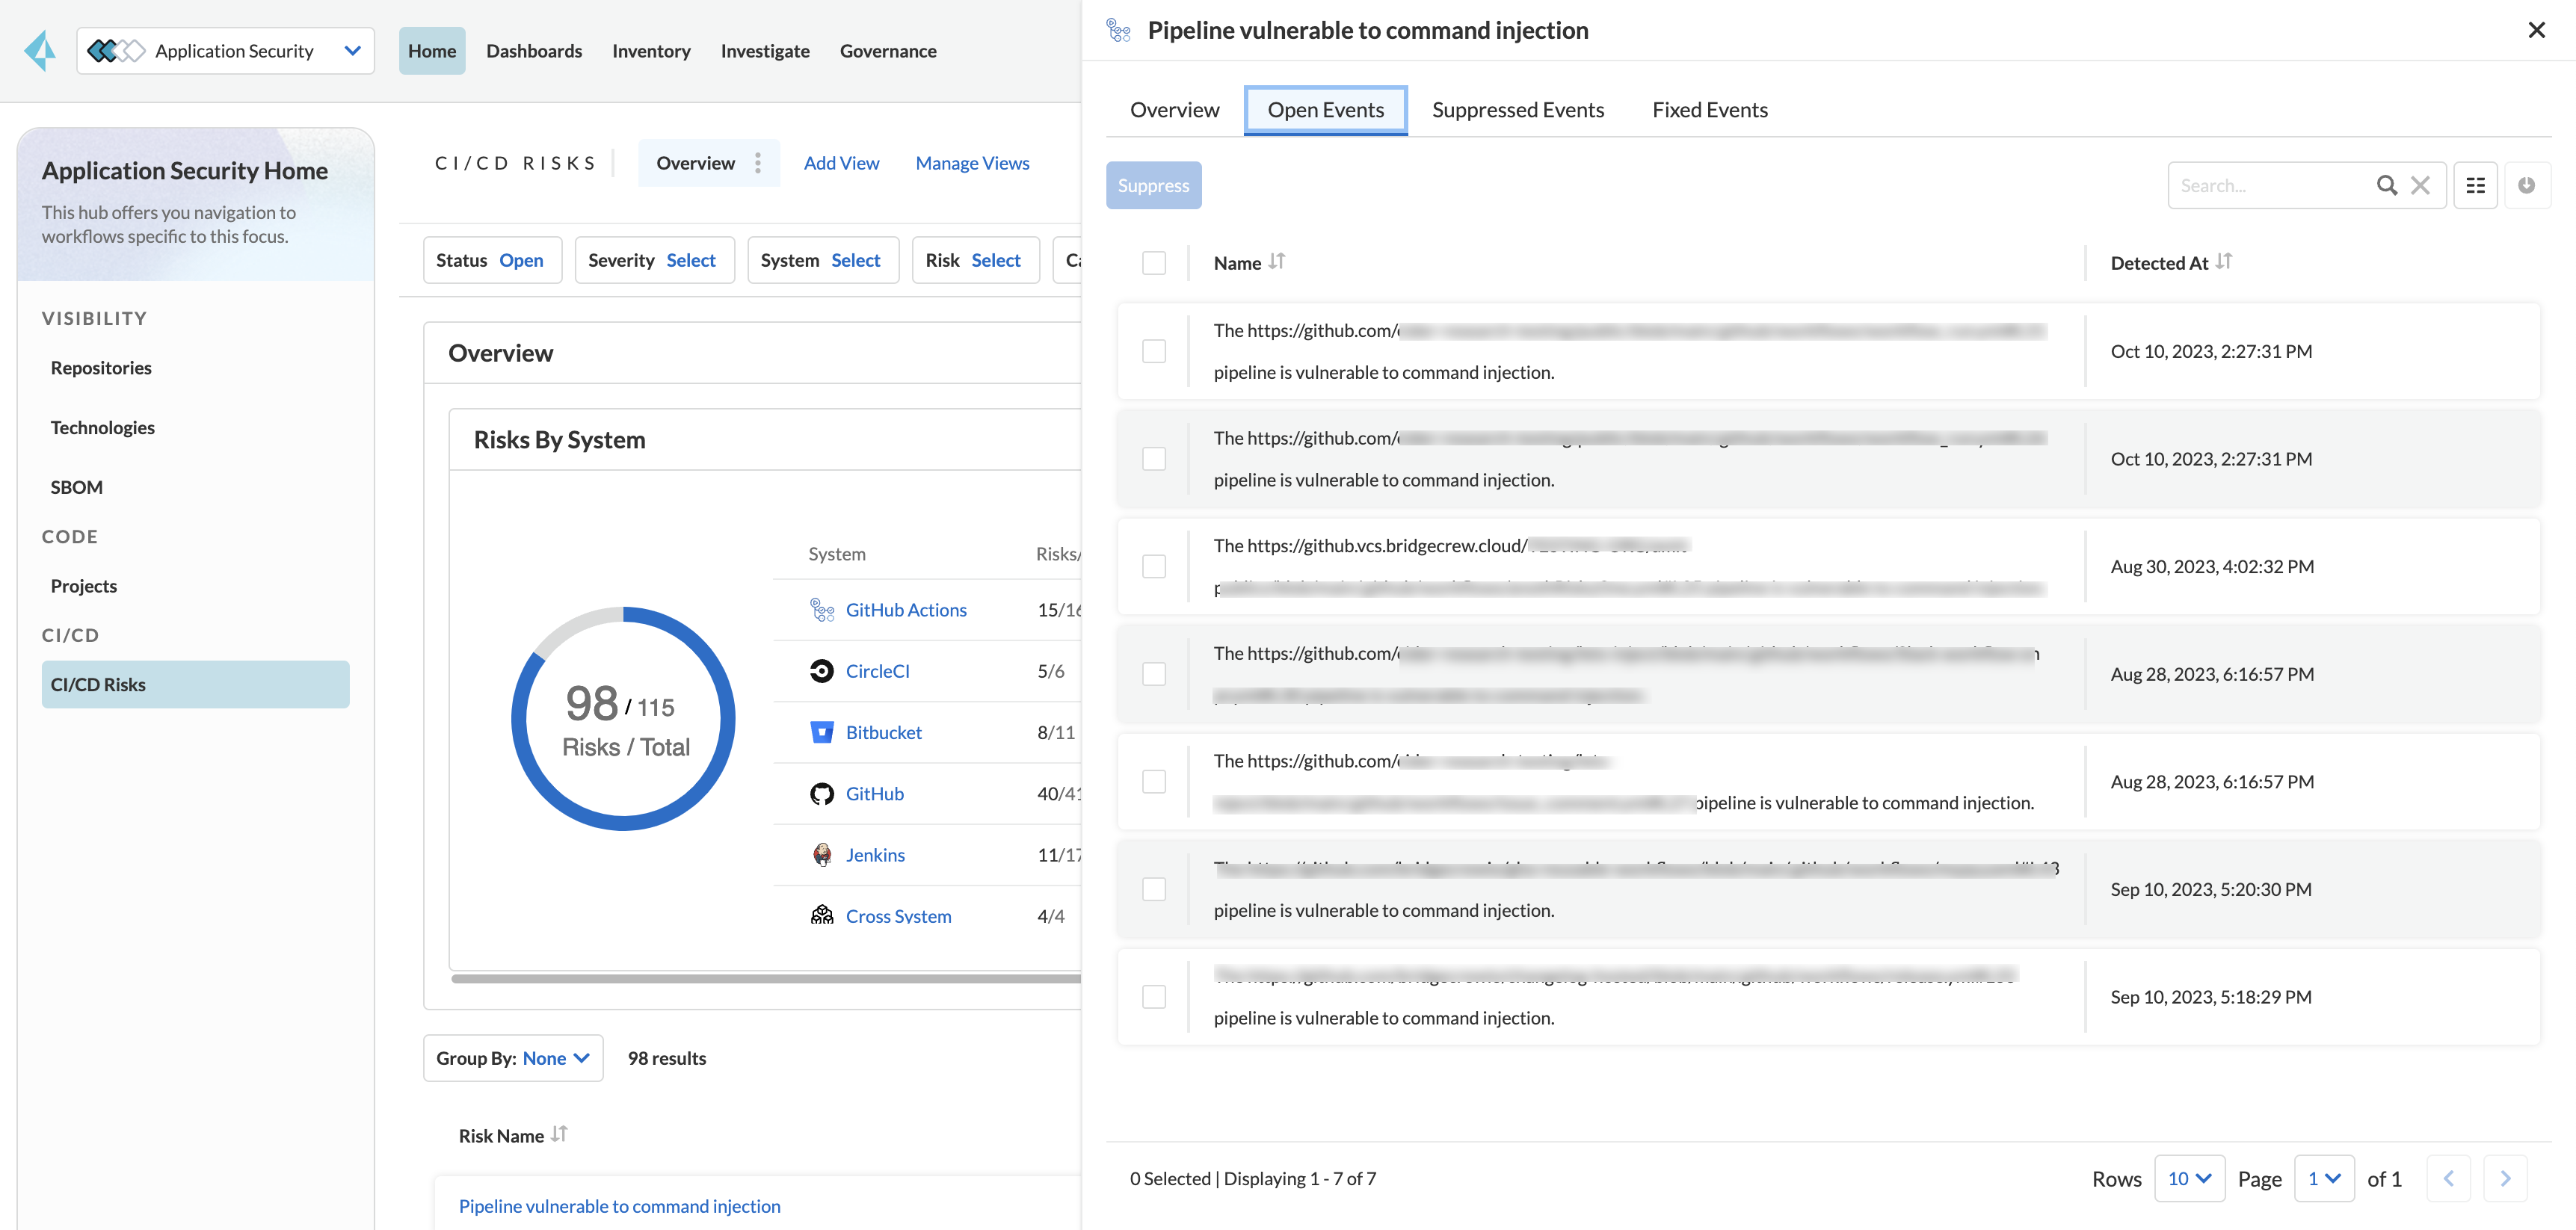 Application Security
Home
Dashboards
Inventory
Investigate
Governance
Application Security Home
This hub offers you navigation to
workflows specific to this focus.
VISIBILITY
Repositories
Technologies
SBOM
CODE
Projects
CI/CD
CI/CD Risks
CI/CD RISKS
Overview
Add View
Manage Views
Status Open
Severity Select
System Select
Risk Select
Overview
Risks By System
98 / 115
Risks / Total
System Risks/
GitHub Actions 15/16
CircleCI 5/6
Bitbucket 8/11
GitHub 40/41
Jenkins 11/17
Cross System 4/4
Group By: None
98 results
Risk Name
Pipeline vulnerable to command injection
Pipeline vulnerable to command injection
Overview
Open Events
Suppressed Events
Fixed Events
Suppress
Search...
Name
Detected At
The https://github.com/
pipeline is vulnerable to command injection.
Oct 10, 2023, 2:27:31 PM
The https://github.com/
pipeline is vulnerable to command injection.
Oct 10, 2023, 2:27:31 PM
The https://github.vcs.bridgecrew.cloud/
Aug 30, 2023, 4:02:32 PM
The https://github.com/
Aug 28, 2023, 6:16:57 PM
The https://github.com/
pipeline is vulnerable to command injection.
Aug 28, 2023, 6:16:57 PM
pipeline is vulnerable to command injection.
Sep 10, 2023, 5:20:30 PM
pipeline is vulnerable to command injection.
Sep 10, 2023, 5:18:29 PM
0 Selected | Displaying 1 - 7 of 7
Rows 10 Page 1 of 1